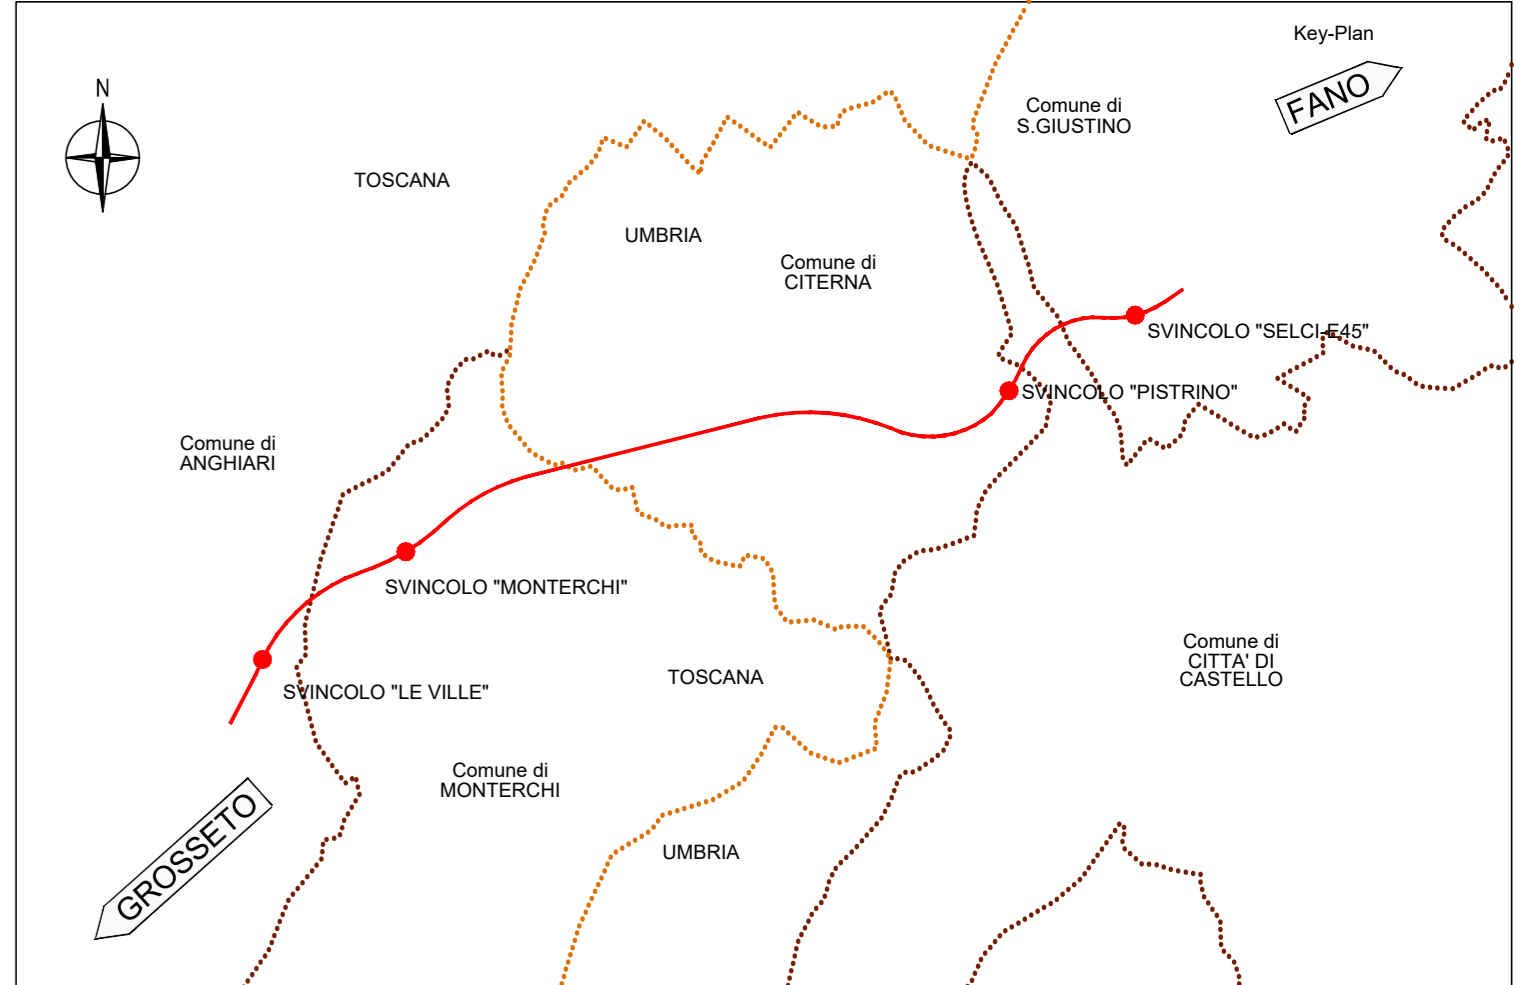 Key-Plan
FANO
N
Comune di
S.GIUSTINO
TOSCANA
UMBRIA
Comune di
CITERNA
SVINCOLO "SELCI-E45"
SVINCOLO "PISTRINO"
Comune di
ANGHIARI
SVINCOLO "MONTERCHI"
Comune di
CITTA' DI
CASTELLO
TOSCANA
SVINCOLO "LE VILLE"
Comune di
MONTERCHI
GROSSETO
UMBRIA